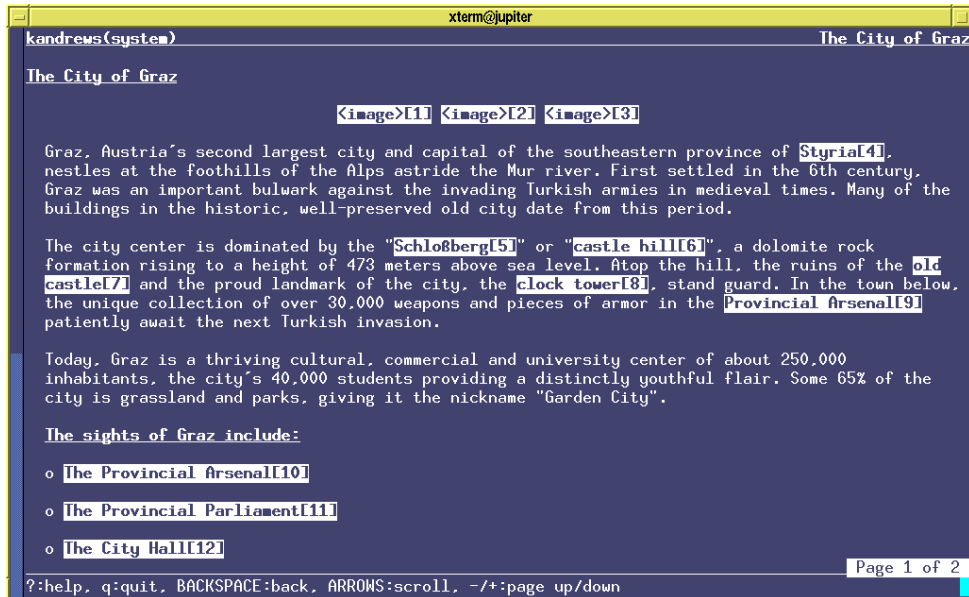 xterm@jupiter
kandrews(system) The City of Graz
The City of Graz
<image>[1] <image>[2] <image>[3]
Graz, Austria´s second largest city and capital of the southeastern province of Styria[4],
nestles at the foothills of the Alps astride the Mur river. First settled in the 6th century,
Graz was an important bulwark against the invading Turkish armies in medieval times. Many of the
buildings in the historic, well-preserved old city date from this period.
The city center is dominated by the "Schloßberg[5]" or "castle hill[6]", a dolomite rock
formation rising to a height of 473 meters above sea level. Atop the hill, the ruins of the old
castle[7] and the proud landmark of the city, the clock tower[8], stand guard. In the town below,
the unique collection of over 30,000 weapons and pieces of armor in the Provincial Arsenal[9]
patiently await the next Turkish invasion.
Today, Graz is a thriving cultural, commercial and university center of about 250,000
inhabitants, the city´s 40,000 students providing a distinctly youthful flair. Some 65% of the
city is grassland and parks, giving it the nickname "Garden City".
The sights of Graz include:
o The Provincial Arsenal[10]
o The Provincial Parliament[11]
o The City Hall[12]
Page 1 of 2
?:help, q:quit, BACKSPACE:back, ARROWS:scroll, -/+:page up/down